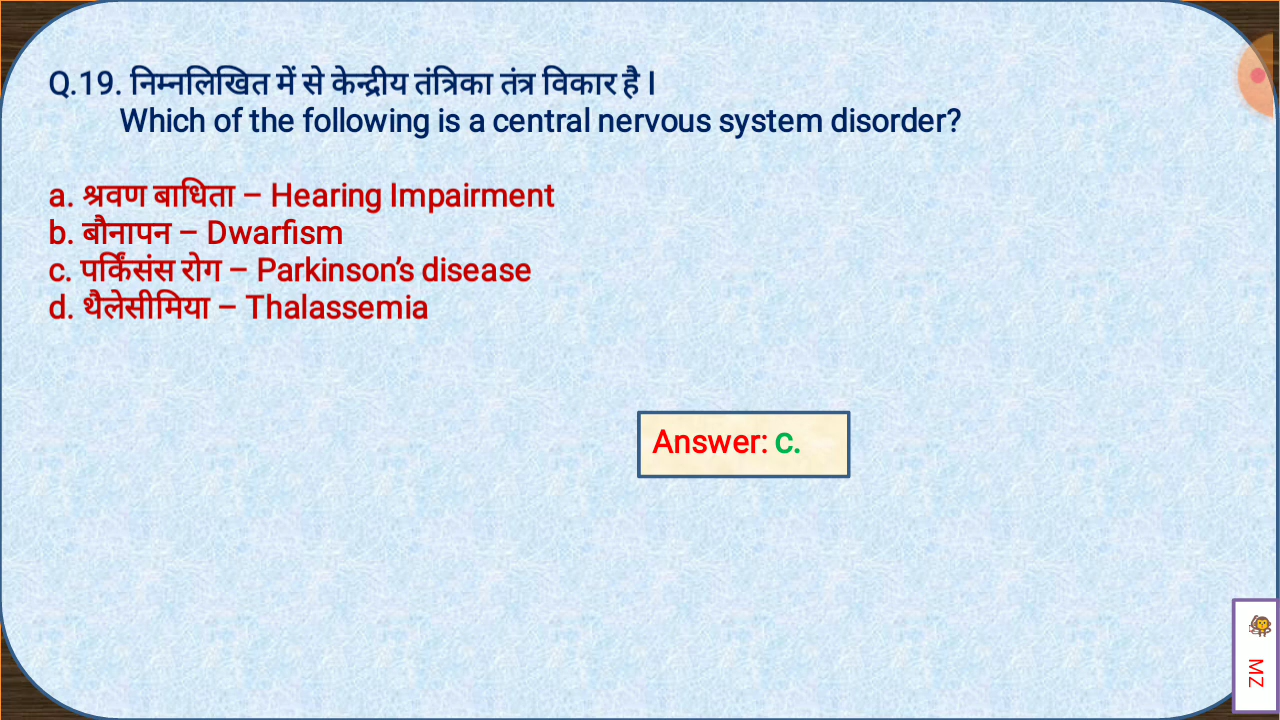 Q.19. निम्नलिखित में से केन्द्रीय तंत्रिका तंत्र विकार है I
Which of the following is a central nervous system disorder?
a. श्रवण बाधिता – Hearing Impairment
b. बौनापन – Dwarfism
c. पर्किंसंस रोग – Parkinson’s disease
d. थैलेसीमिया – Thalassemia
Answer: c.
MZ